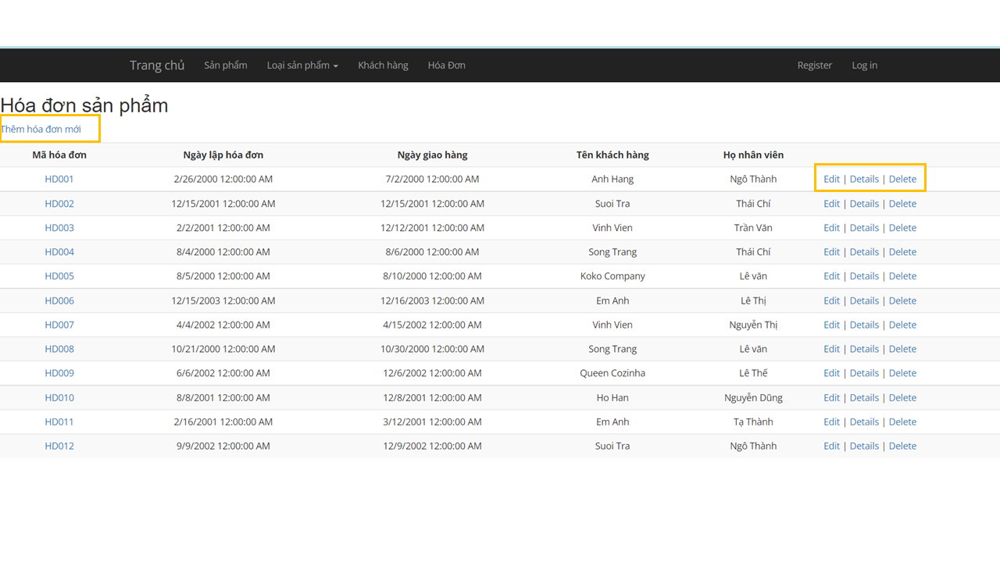 Trang chủ Sản phẩm Loại sản phẩm Khách hàng Hóa Đơn Register Log in
Hóa đơn sản phẩm
Thêm hóa đơn mới
Mã hóa đơn Ngày lập hóa đơn Ngày giao hàng Tên khách hàng Họ nhân viên
HD001 2/26/2000 12:00:00 AM 7/2/2000 12:00:00 AM Anh Hang Ngô Thành Edit | Details | Delete
HD002 12/15/2001 12:00:00 AM 12/15/2001 12:00:00 AM Suoi Tra Thái Chí Edit | Details | Delete
HD003 2/2/2001 12:00:00 AM 12/12/2001 12:00:00 AM Vinh Vien Trần Văn Edit | Details | Delete
HD004 8/4/2000 12:00:00 AM 8/6/2000 12:00:00 AM Song Trang Thái Chí Edit | Details | Delete
HD005 8/5/2000 12:00:00 AM 8/10/2000 12:00:00 AM Koko Company Lê văn Edit | Details | Delete
HD006 12/15/2003 12:00:00 AM 12/16/2003 12:00:00 AM Em Anh Lê Thị Edit | Details | Delete
HD007 4/4/2002 12:00:00 AM 4/15/2002 12:00:00 AM Vinh Vien Nguyễn Thị Edit | Details | Delete
HD008 10/21/2000 12:00:00 AM 10/30/2000 12:00:00 AM Song Trang Lê văn Edit | Details | Delete
HD009 6/6/2002 12:00:00 AM 12/6/2002 12:00:00 AM Queen Cozinha Lê Thế Edit | Details | Delete
HD010 8/8/2001 12:00:00 AM 12/8/2001 12:00:00 AM Ho Han Nguyễn Dũng Edit | Details | Delete
HD011 2/16/2001 12:00:00 AM 3/12/2001 12:00:00 AM Em Anh Tạ Thành Edit | Details | Delete
HD012 9/9/2002 12:00:00 AM 12/9/2002 12:00:00 AM Suoi Tra Ngô Thành Edit | Details | Delete